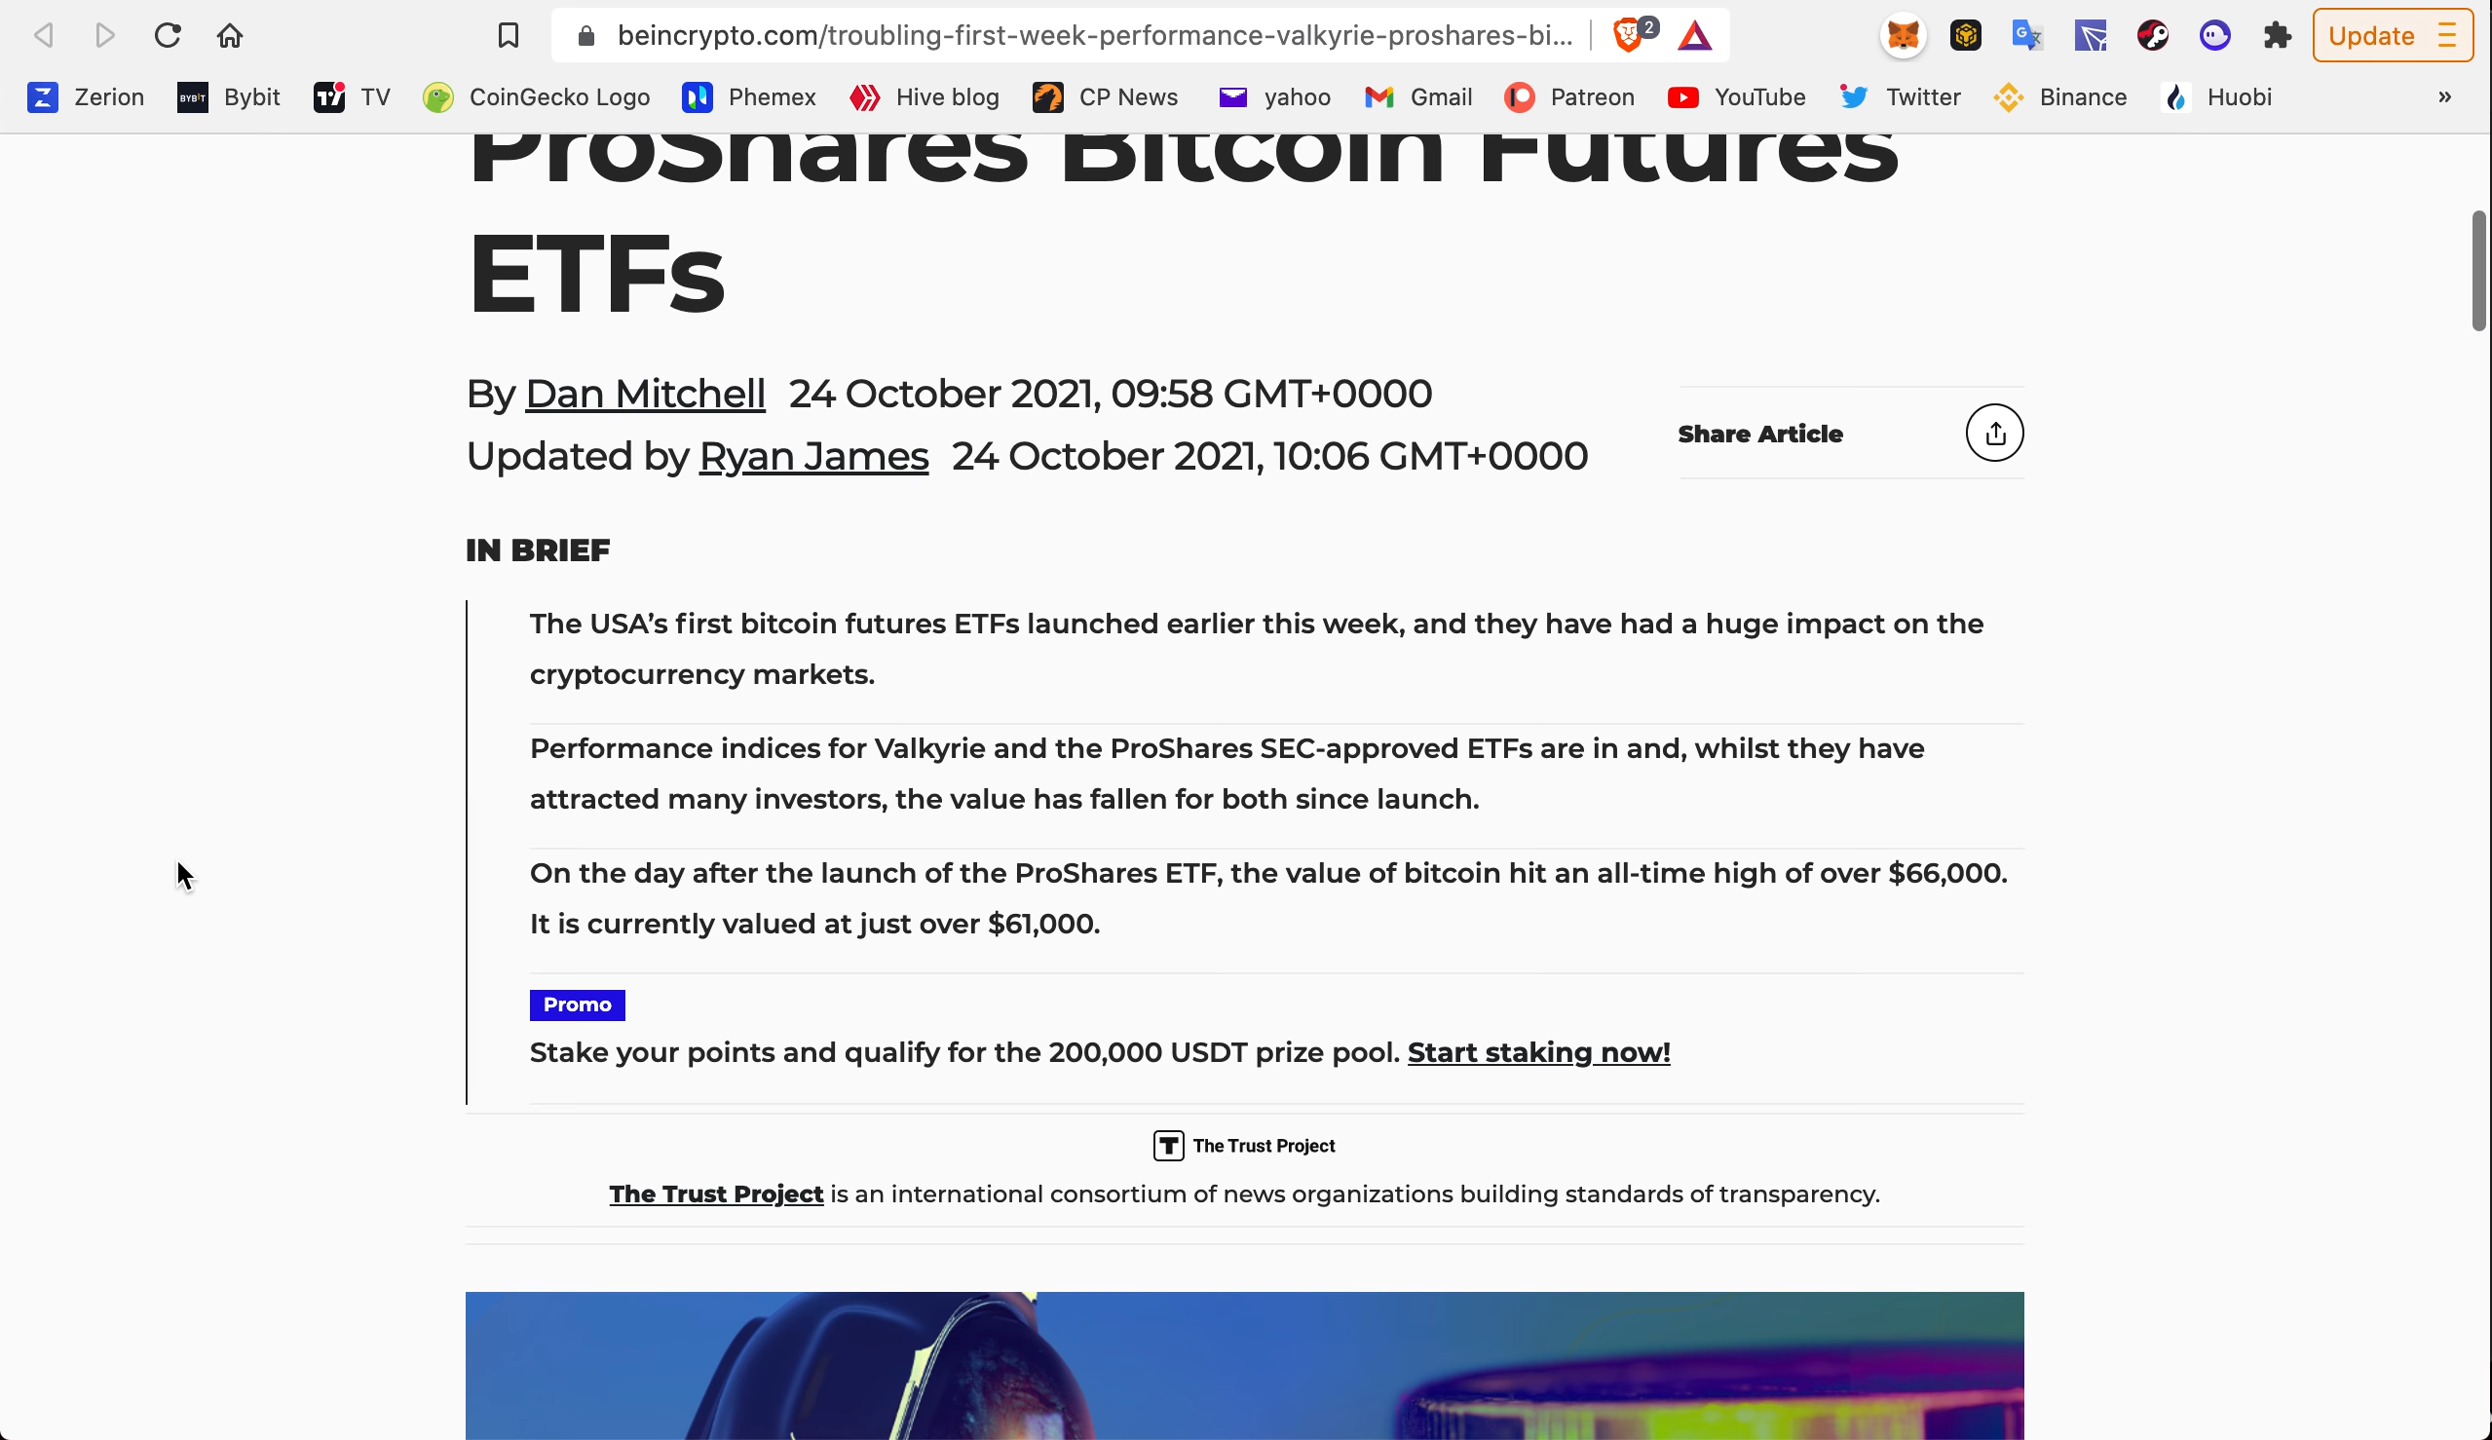 beincrypto.com/troubling-first-week-performance-valkyrie-proshares-bi...
2
Update
Zerion
BYBIT
Bybit
TV
CoinGecko Logo
Phemex
Hive blog
CP News
yahoo
Gmail
Patreon
YouTube
Twitter
Binance
Huobi
»
ProShares Bitcoin Futures
ETFs
By Dan Mitchell 24 October 2021, 09:58 GMT+0000
Updated by Ryan James 24 October 2021, 10:06 GMT+0000
Share Article
IN BRIEF
The USA’s first bitcoin futures ETFs launched earlier this week, and they have had a huge impact on the
cryptocurrency markets.
Performance indices for Valkyrie and the ProShares SEC-approved ETFs are in and, whilst they have
attracted many investors, the value has fallen for both since launch.
On the day after the launch of the ProShares ETF, the value of bitcoin hit an all-time high of over $66,000.
It is currently valued at just over $61,000.
Promo
Stake your points and qualify for the 200,000 USDT prize pool. Start staking now!
T The Trust Project
The Trust Project is an international consortium of news organizations building standards of transparency.